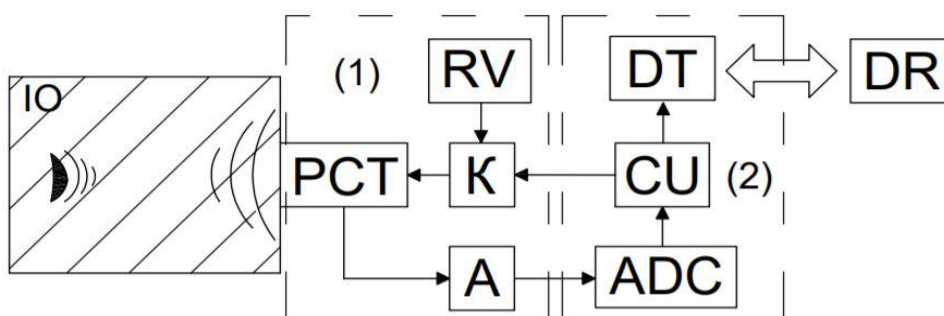 (1)
RV
DT
DR
IO
PCT
К
CU
(2)
A
ADC